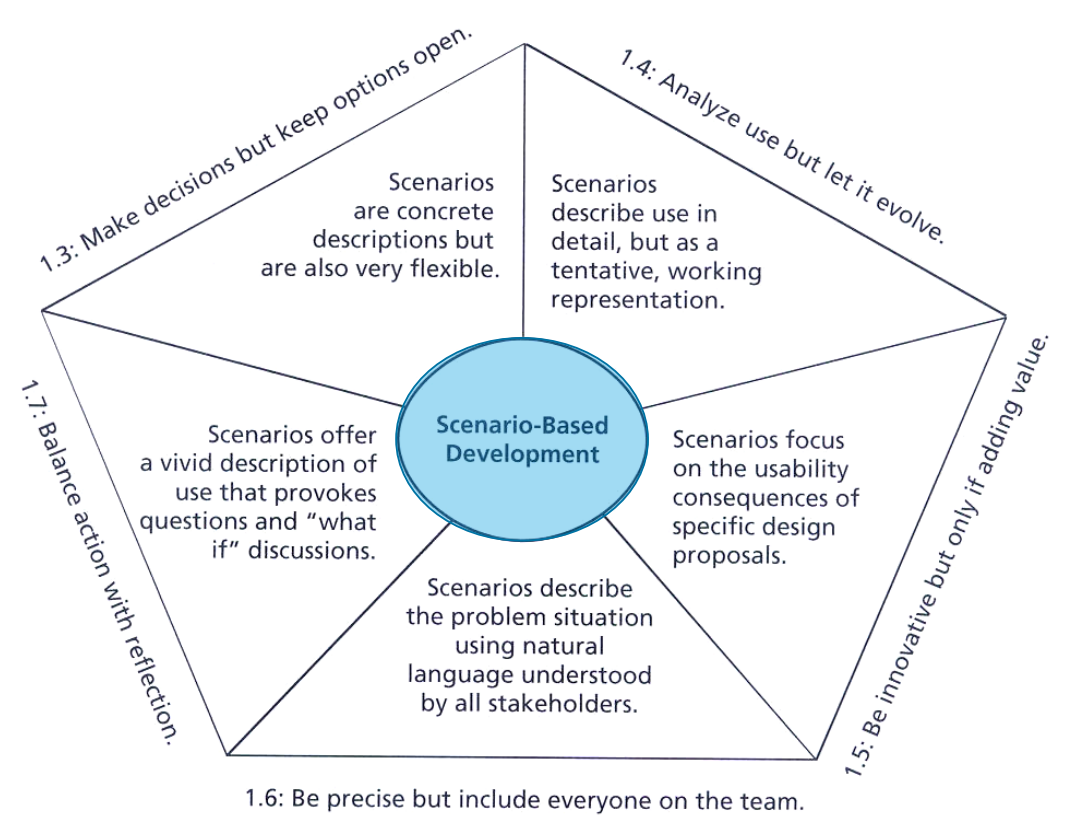 1.3: Make decisions but keep options open.
1.4: Analyze use but let it evolve.
Scenarios
are concrete
descriptions but
are also very flexible.
Scenarios
describe use in
detail, but as a
tentative, working
representation.
1.7: Balance action with reflection.
Scenarios offer
a vivid description of
use that provokes
questions and “what
if” discussions.
Scenario-Based
Development
Scenarios focus
on the usability
consequences of
specific design
proposals.
1.5: Be innovative but only if adding value.
Scenarios describe
the problem situation
using natural
language understood
by all stakeholders.
1.6: Be precise but include everyone on the team.